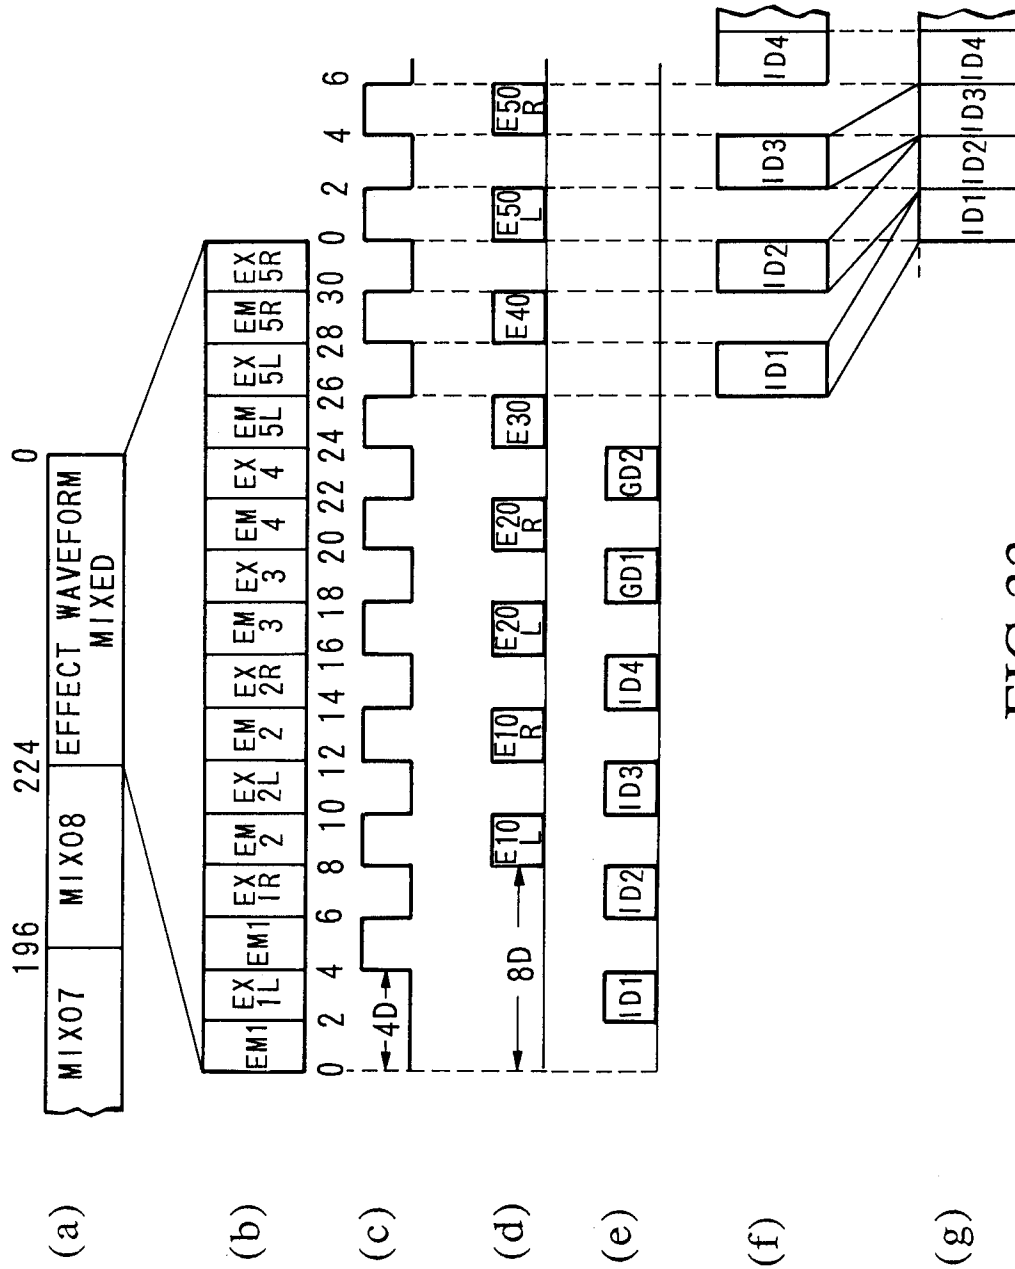 196 224 0
(a) MIX07 MIX08 EFFECT WAVEFORM
MIXED
(b) EM1 EX
1L EM1 EX
1R EM
2 EX
2L EM
2 EX
2R EM
3 EX
3 EM
4 EX
4 EM
5L EX
5L EM
5R EX
5R
0 2 4 6 8 10 12 14 16 18 20 22 24 26 28 30 0 2 4 6
(c) 4D
(d) 8D E10
L E10
R E20
L E20
R E30 E40 E50
L E50
R
(e) ID1 ID2 ID3 ID4 GD1 GD2
(f) ID1 ID2 ID3 ID4
(g) ID1 ID2 ID3 ID4